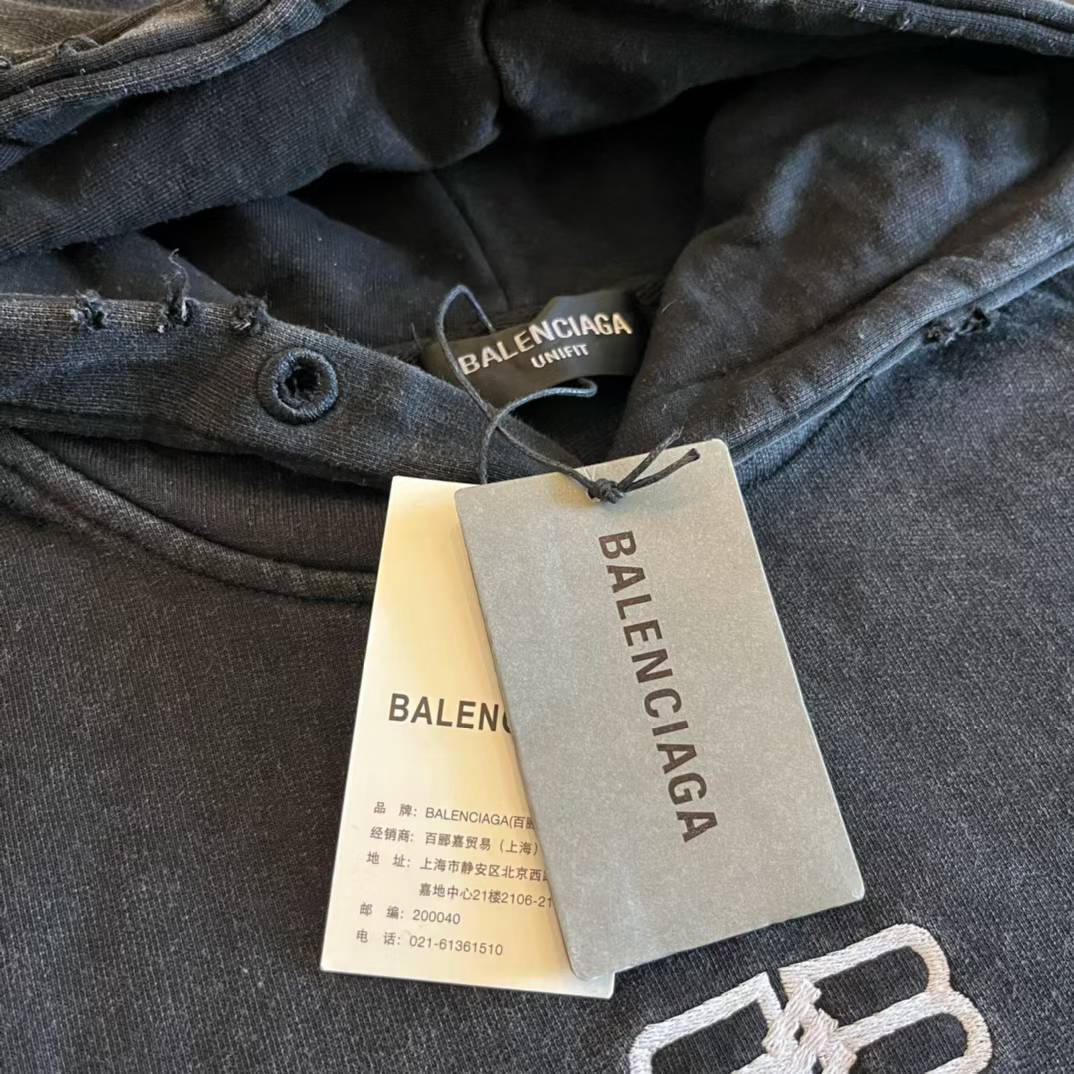 BALENCIAGA
UNIFIT
BALENCIAGA
BALENC
品 牌：BALENCIAGA(百
经销商：百郦嘉贸易（上海）
地 址：上海市静安区北京西
嘉地中心21楼2106-21
邮 编：200040
电 话：021-61361510